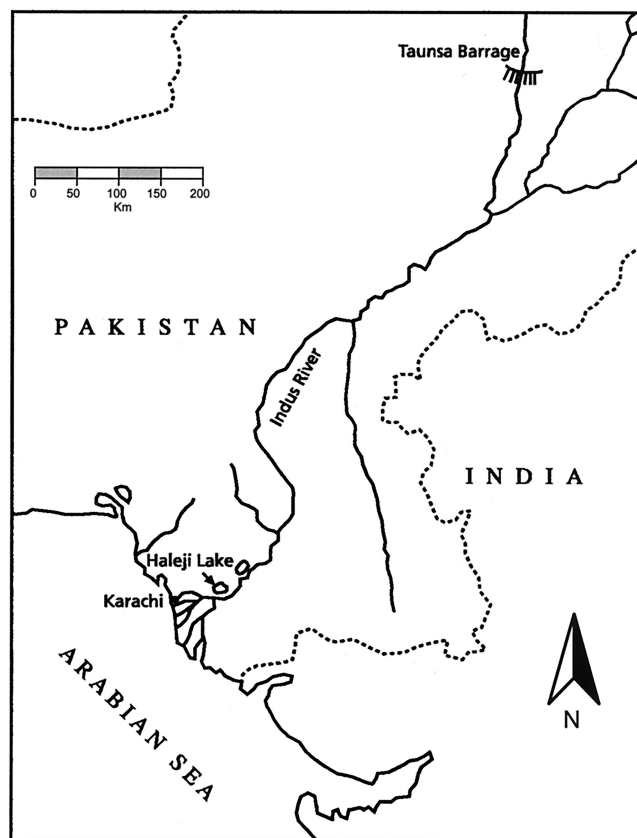 Taunsa Barrage
0 50 100 150 200
Km
PAKISTAN
Indus River
INDIA
Haleji Lake
Karachi
ARABIAN SEA
N